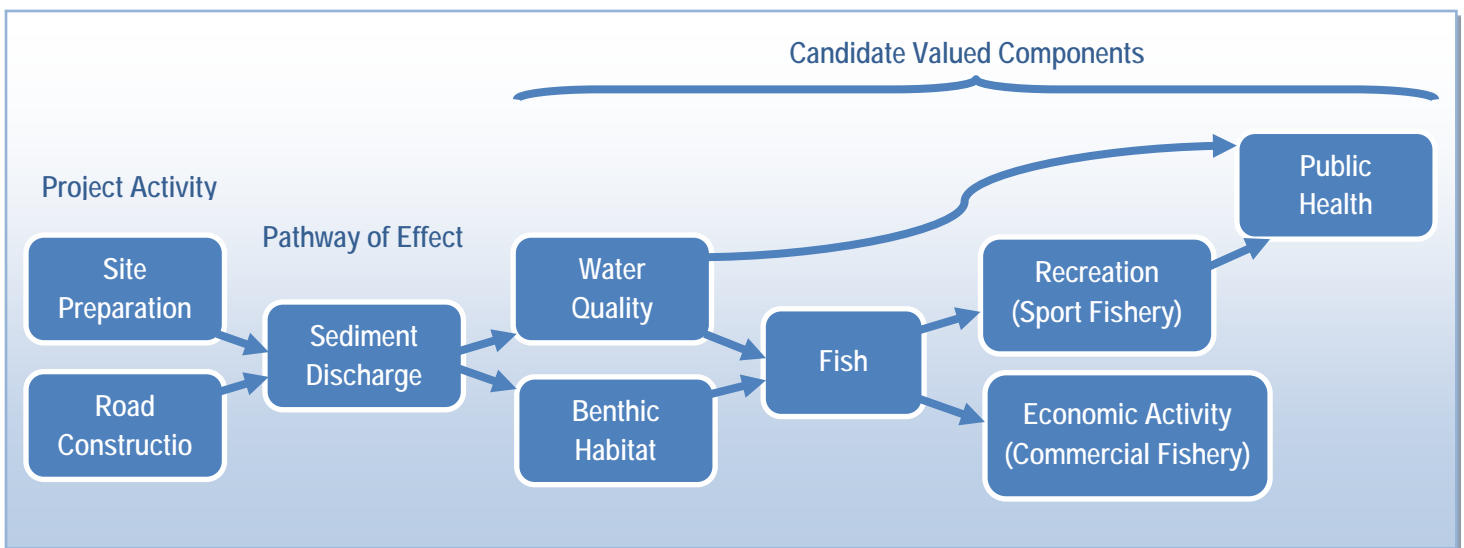 Candidate Valued Components
Project Activity
Pathway of Effect
Site
Preparation
Road
Constructio
Sediment
Discharge
Water
Quality
Benthic
Habitat
Fish
Recreation
(Sport Fishery)
Economic Activity
(Commercial Fishery)
Public
Health